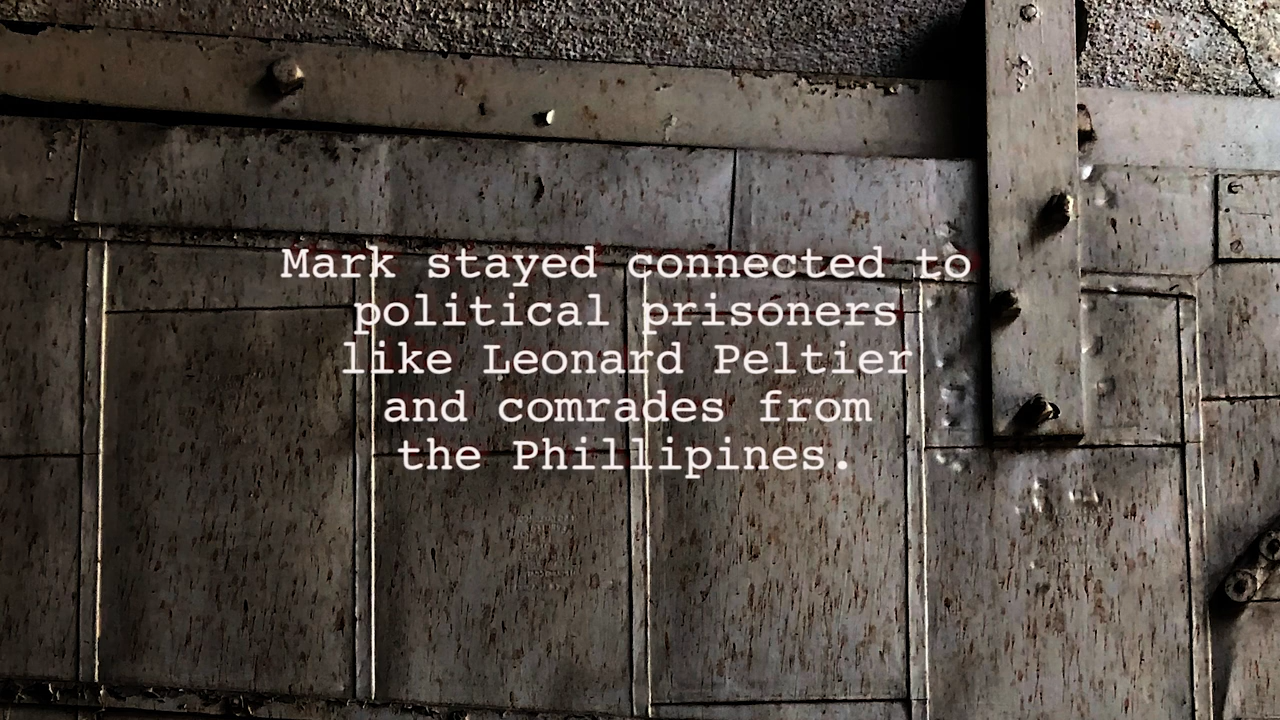 Mark stayed connected to
political prisoners
like Leonard Peltier
and comrades from
the Phillipines.